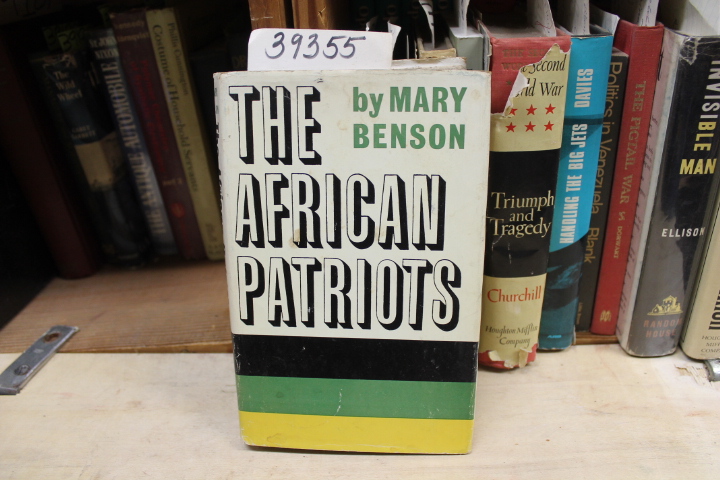 39355
THE
AFRICAN
PATRIOTS
by MARY
BENSON
Second
World War
Triumph
and
Tragedy
Churchill
Houghton Mifflin
Company
HANDLING THE BIG JETS
DAVIES
Politics in Venezuela
Blank
THE PIGTAIL WAR
INVISIBLE
MAN
ELLISON
RANDOM
HOUSE